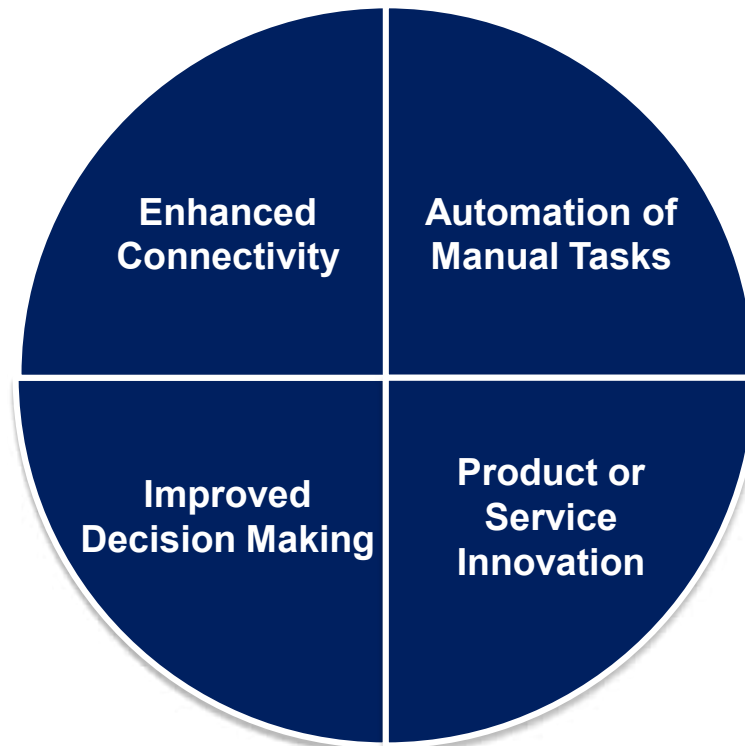 Enhanced
Connectivity
Automation of
Manual Tasks
Improved
Decision Making
Product or
Service
Innovation